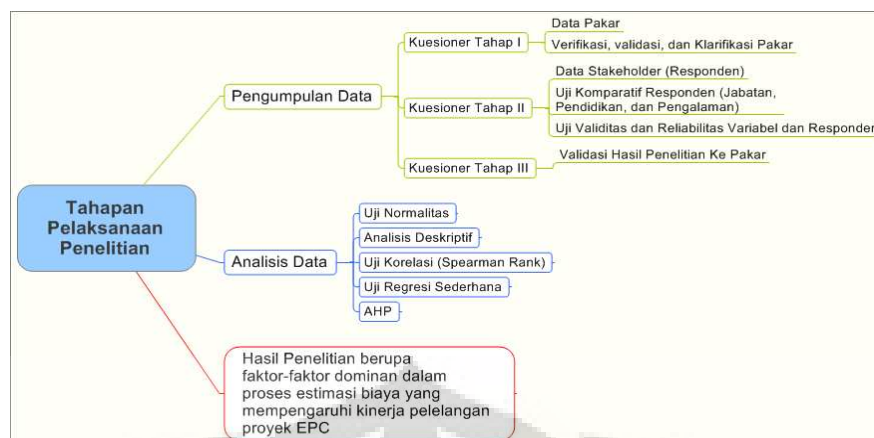 Tahapan
Pelaksanaan
Penelitian
Pengumpulan Data
Kuesioner Tahap I
Data Pakar
Verifikasi, validasi, dan Klarifikasi Pakar
Kuesioner Tahap II
Data Stakeholder (Responden)
Uji Komparatif Responden (Jabatan,
Pendidikan, dan Pengalaman)
Uji Validitas dan Reliabilitas Variabel dan Responden
Kuesioner Tahap III
Validasi Hasil Penelitian Ke Pakar
Analisis Data
Uji Normalitas
Analisis Deskriptif
Uji Korelasi (Spearman Rank)
Uji Regresi Sederhana
AHP
Hasil Penelitian berupa
faktor-faktor dominan dalam
proses estimasi biaya yang
mempengaruhi kinerja pelelangan
proyek EPC